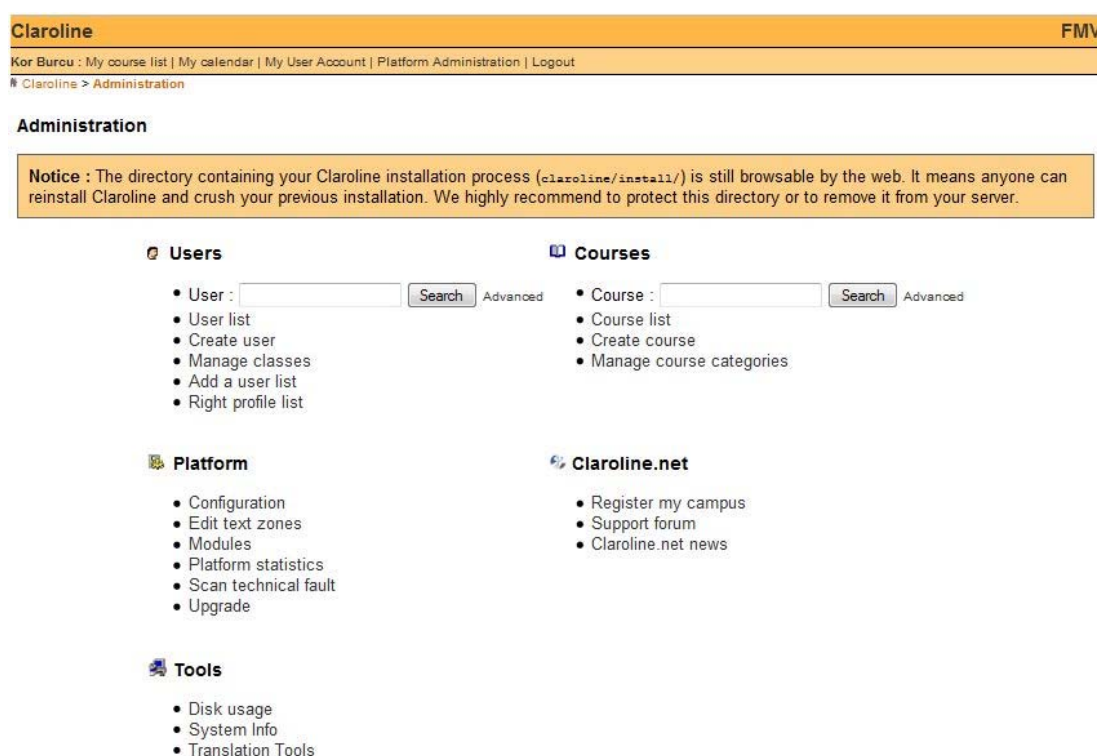 Claroline FMV
Kor Burcu : My course list | My calendar | My User Account | Platform Administration | Logout
Claroline > Administration
Administration
Notice : The directory containing your Claroline installation process (claroline/install/) is still browsable by the web. It means anyone can
reinstall Claroline and crush your previous installation. We highly recommend to protect this directory or to remove it from your server.
Users
• User : Search Advanced
• User list
• Create user
• Manage classes
• Add a user list
• Right profile list
Courses
• Course : Search Advanced
• Course list
• Create course
• Manage course categories
Platform
• Configuration
• Edit text zones
• Modules
• Platform statistics
• Scan technical fault
• Upgrade
Claroline.net
• Register my campus
• Support forum
• Claroline.net news
Tools
• Disk usage
• System Info
• Translation Tools